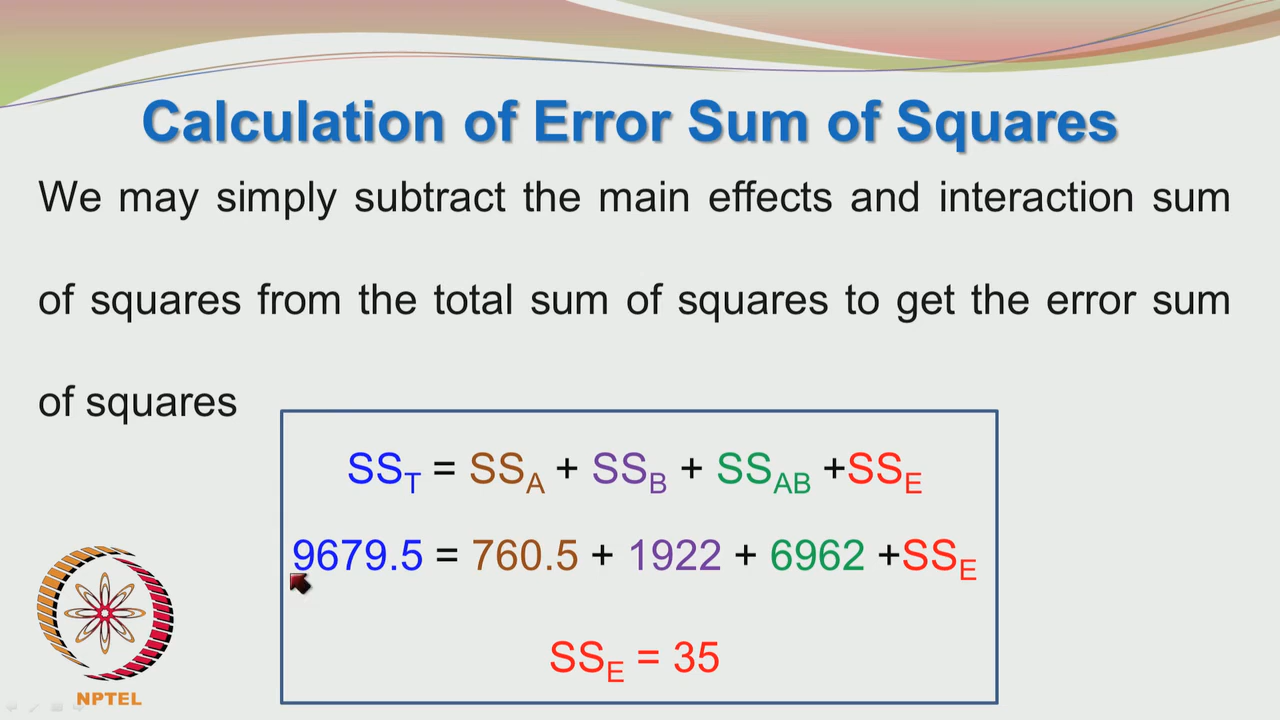 Calculation of Error Sum of Squares
We may simply subtract the main effects and interaction sum
of squares from the total sum of squares to get the error sum
of squares
SS_T = SS_A + SS_B + SS_AB +SS_E
9679.5 = 760.5 + 1922 + 6962 +SS_E
SS_E = 35
NPTEL